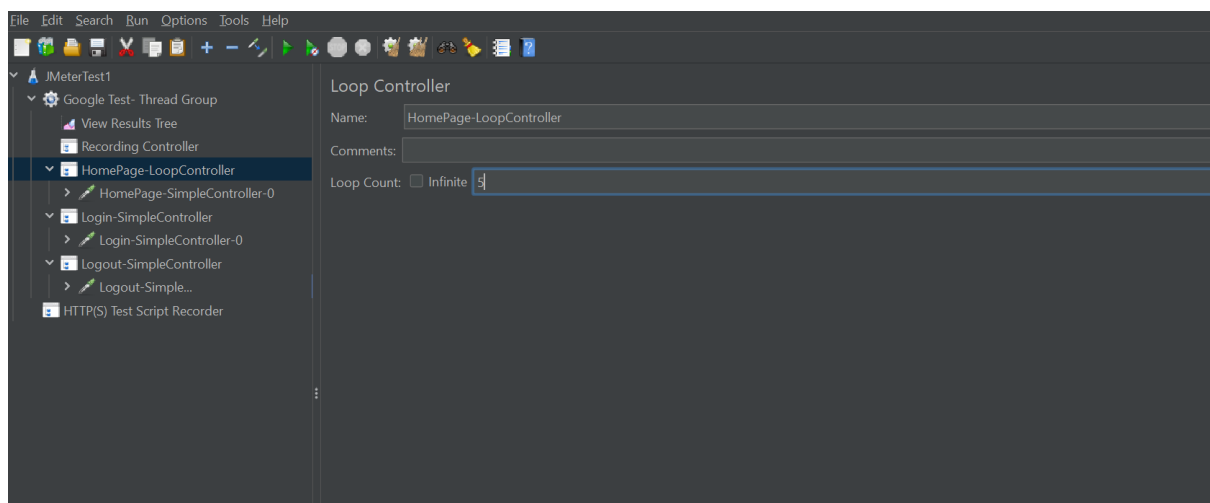 File Edit Search Run Options Tools Help
JMeterTest1
Google Test- Thread Group
View Results Tree
Recording Controller
HomePage-LoopController
HomePage-SimpleController-0
Login-SimpleController
Login-SimpleController-0
Logout-SimpleController
Logout-Simple...
HTTP(S) Test Script Recorder
Loop Controller
Name: HomePage-LoopController
Comments:
Loop Count: Infinite 5